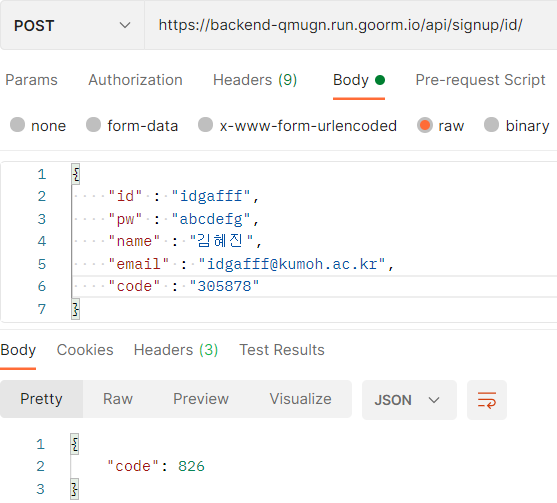 POST https://backend-qmugn.run.goorm.io/api/signup/id/
Params Authorization Headers (9) Body Pre-request Script
none form-data x-www-form-urlencoded raw binary
1 {
2 "id" : "idgafff",
3 "pw" : "abcdefg",
4 "name" : "김혜진",
5 "email" : "idgafff@kumoh.ac.kr",
6 "code" : "305878"
7 }
Body Cookies Headers (3) Test Results
Pretty Raw Preview Visualize JSON
1 {
2 "code": 826
3 }